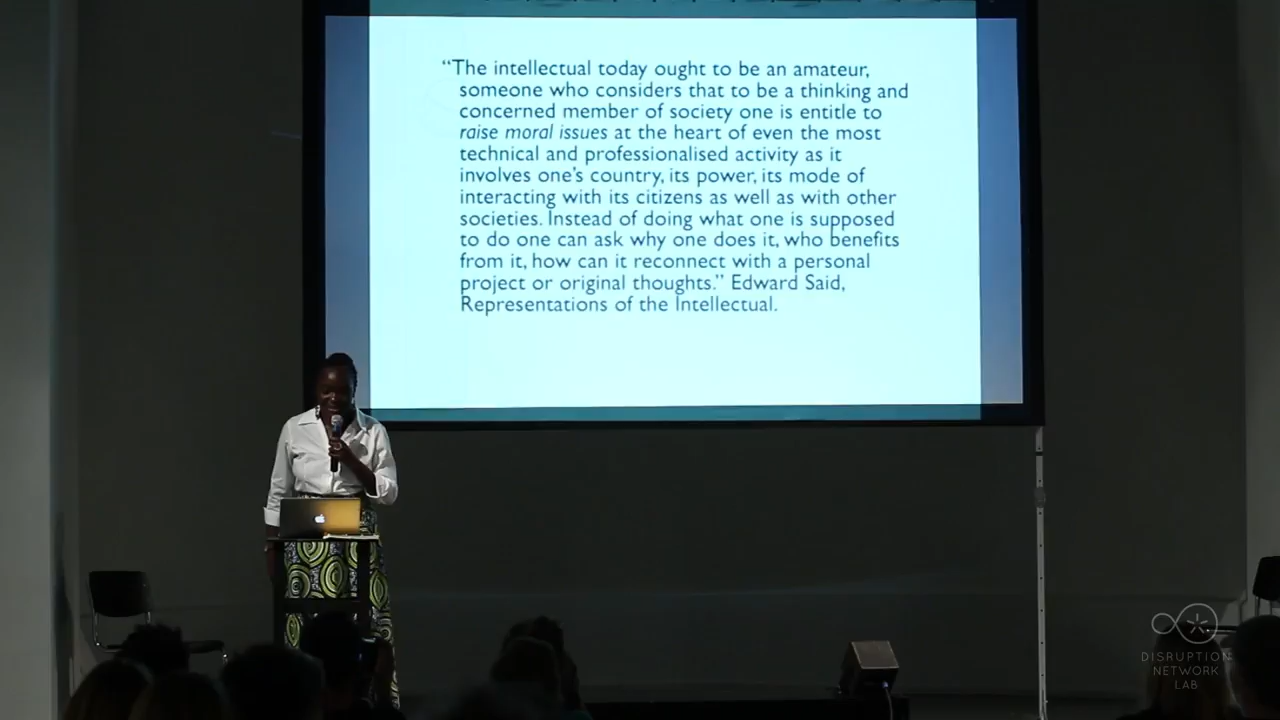 “The intellectual today ought to be an amateur,
someone who considers that to be a thinking and
concerned member of society one is entitle to
raise moral issues at the heart of even the most
technical and professionalised activity as it
involves one’s country, its power, its mode of
interacting with its citizens as well as with other
societies. Instead of doing what one is supposed
to do one can ask why one does it, who benefits
from it, how can it reconnect with a personal
project or original thoughts.” Edward Said,
Representations of the Intellectual.
DISRUPTION
NETWORK
LAB